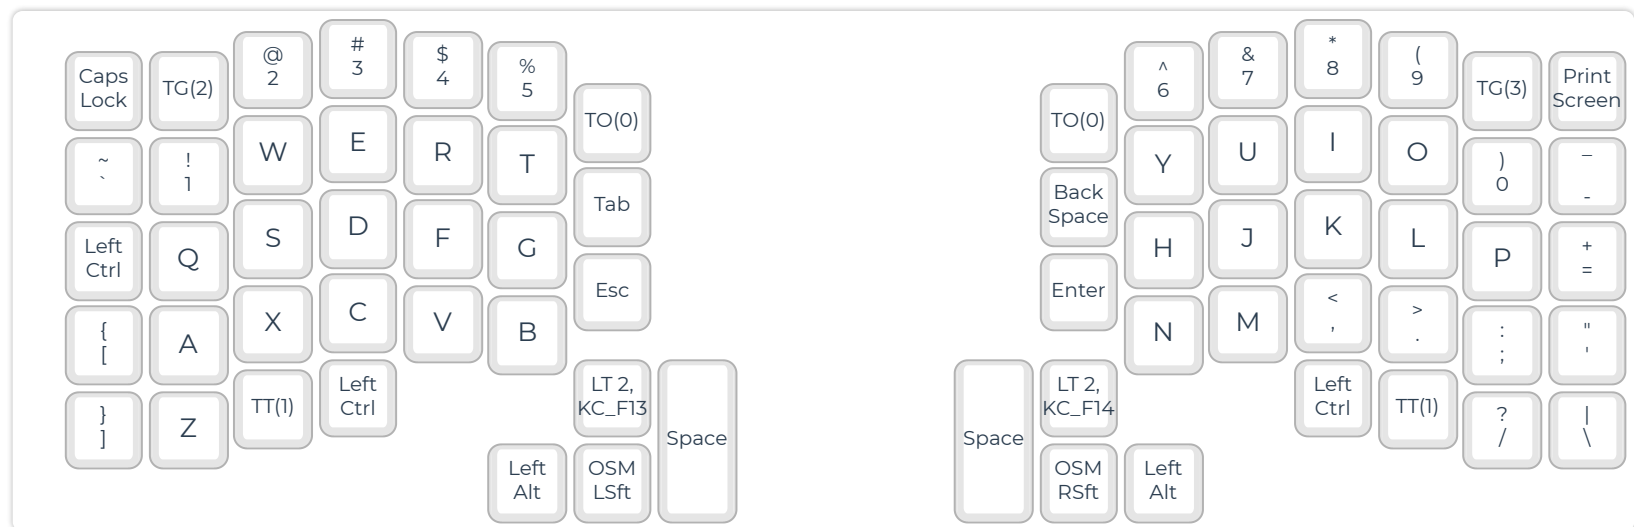 Caps
Lock
TG(2)
@
2
#
3
$
4
%
5
TO(0)
TO(0)
^
6
&
7
*
8
(
9
TG(3)
Print
Screen
~
`
!
1
W
E
R
T
Tab
Back
Space
Y
U
I
O
)
0
_
-
Left
Ctrl
Q
S
D
F
G
Esc
Enter
H
J
K
L
P
+
=
{
[
A
X
C
V
B
N
M
<
,
>
.
:
;
"
'
}
]
Z
TT(1)
Left
Ctrl
LT 2,
KC_F13
Space
Space
LT 2,
KC_F14
Left
Ctrl
TT(1)
?
/
|
\
Left
Alt
OSM
LSft
OSM
RSft
Left
Alt